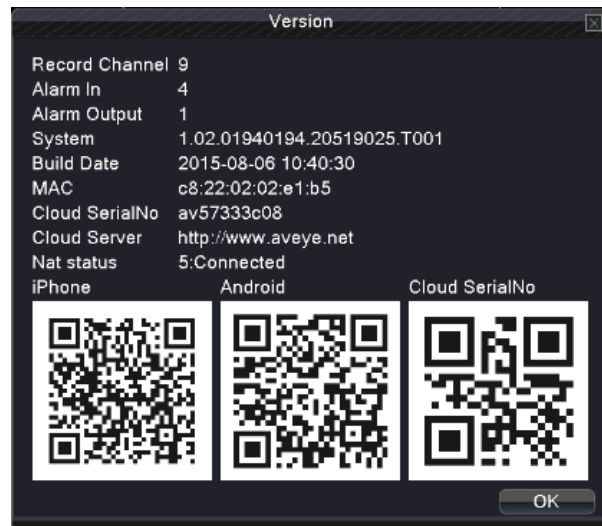 Version
Record Channel 9
Alarm In 4
Alarm Output 1
System 1.02.01940194.20519025.T001
Build Date 2015-08-06 10:40:30
MAC c8:22:02:02:e1:b5
Cloud SerialNo av57333c08
Cloud Server http://www.aveye.net
Nat status 5:Connected
iPhone Android Cloud SerialNo
OK